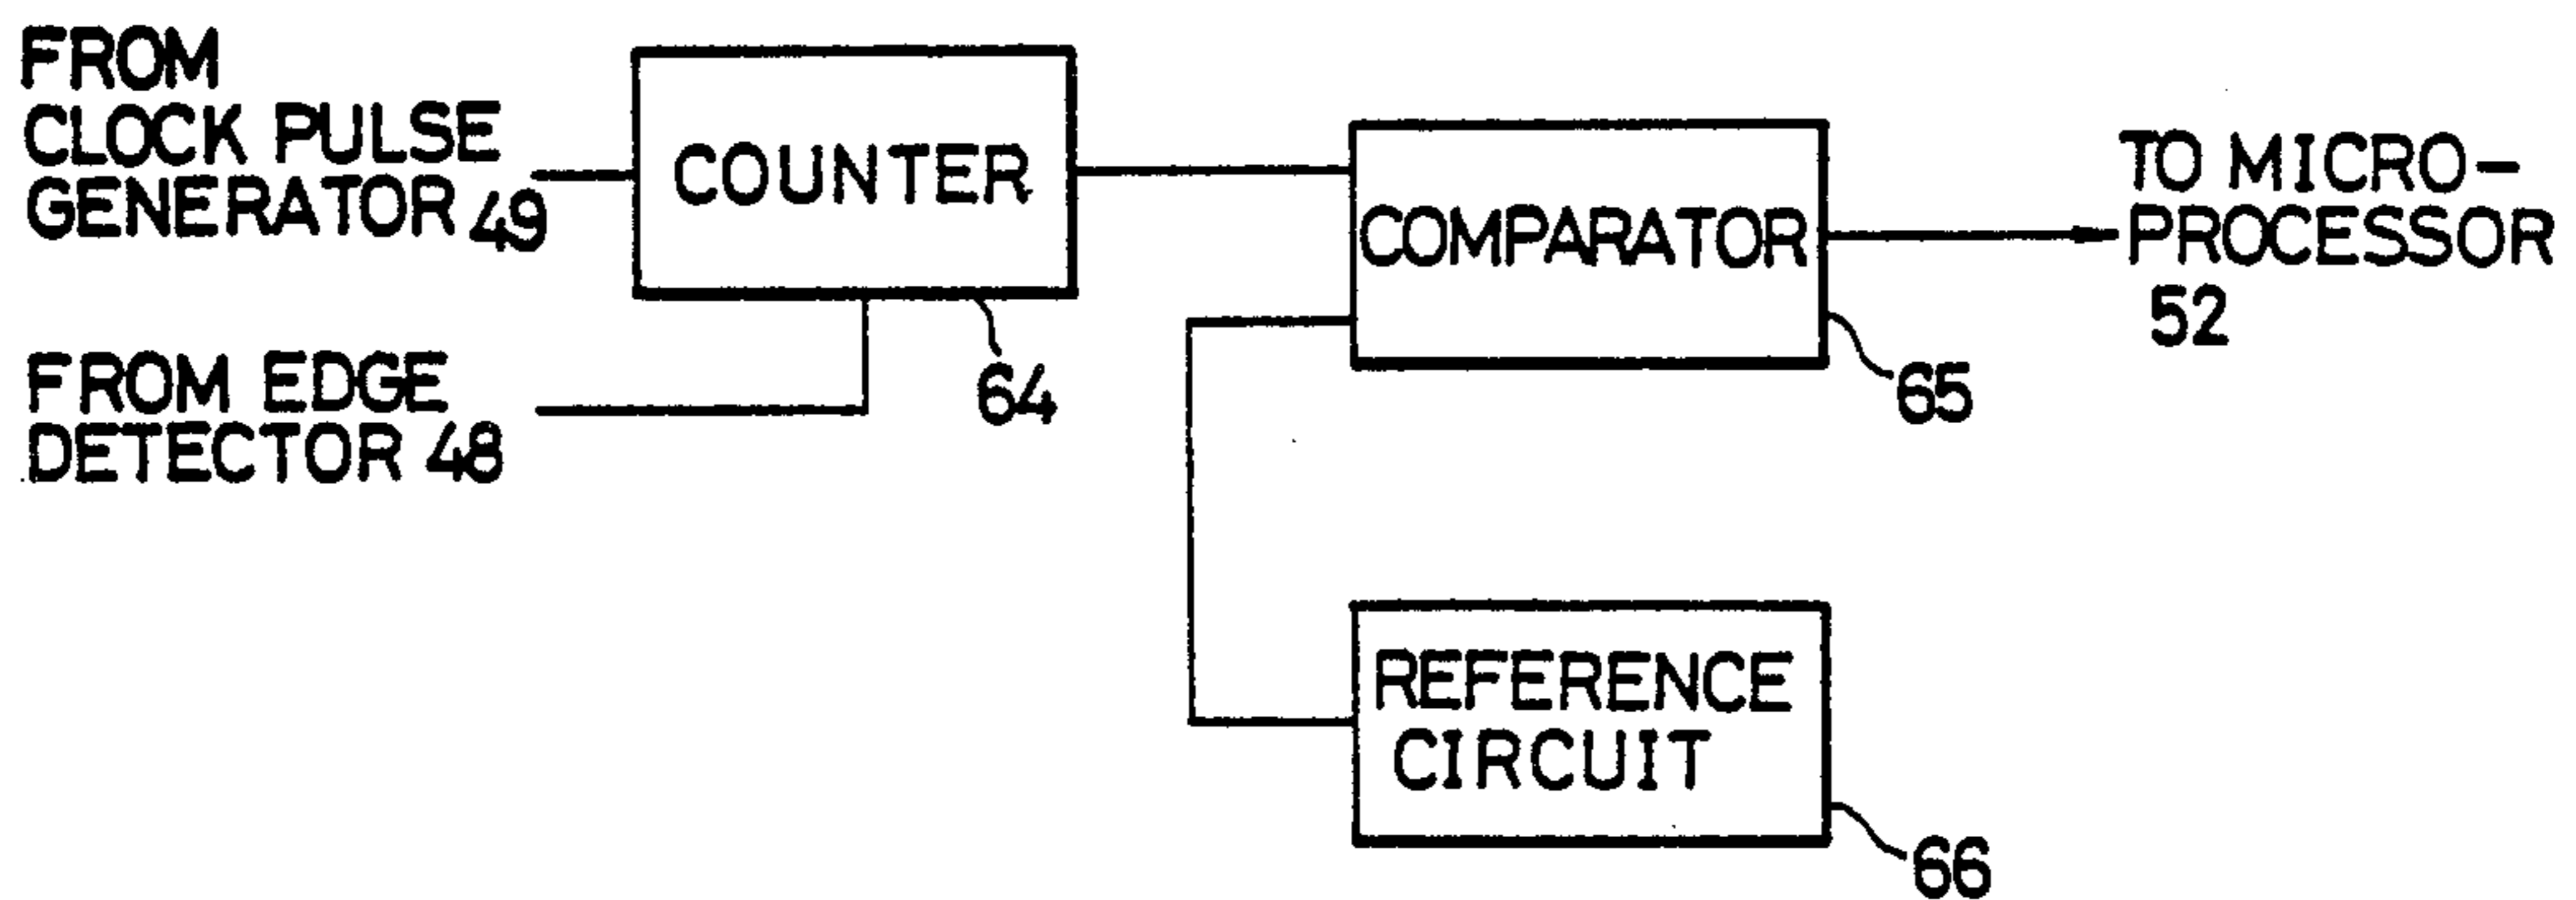 FROM
CLOCK PULSE
GENERATOR 49
COUNTER
64
FROM EDGE
DETECTOR 48
COMPARATOR
65
TO MICRO-
PROCESSOR
52
REFERENCE
CIRCUIT
66